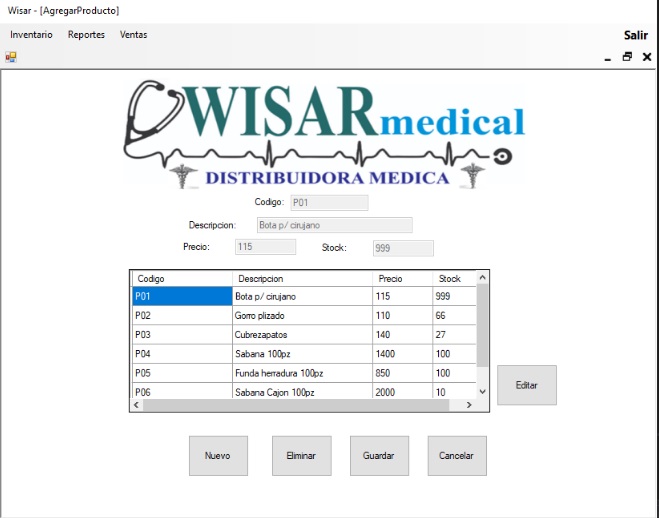 Wisar - [AgregarProducto]
Inventario Reportes Ventas Salir
WISARmedical
DISTRIBUIDORA MEDICA
Codigo: P01
Descripcion: Bota p/ cirujano
Precio: 115 Stock: 999
Codigo Descripcion Precio Stock
P01 Bota p/ cirujano 115 999
P02 Gorro plizado 110 66
P03 Cubrezapatos 140 27
P04 Sabana 100pz 1400 100
P05 Funda herradura 100pz 850 100
P06 Sabana Cajon 100pz 2000 10
Editar
Nuevo Eliminar Guardar Cancelar